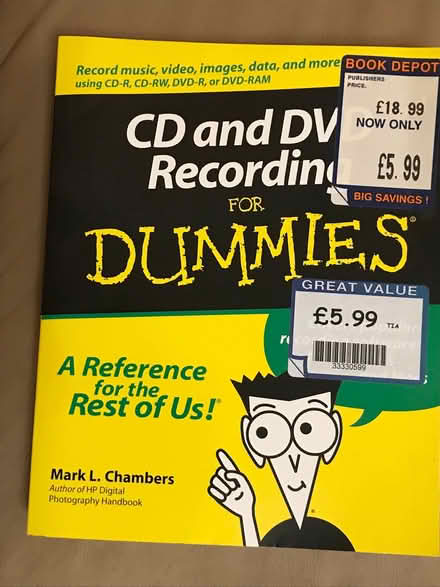 Record music, video, images, data, and more
using CD-R, CD-RW, DVD-R, or DVD-RAM
CD and DV
Recording
FOR
DUMMIES®
BOOK DEPOT
PUBLISHERS
PRICE.
£18.99
NOW ONLY
£5.99
BIG SAVINGS !
GREAT VALUE
£5.99 TIA
33330599
A Reference
for the
Rest of Us!®
Mark L. Chambers
Author of HP Digital
Photography Handbook